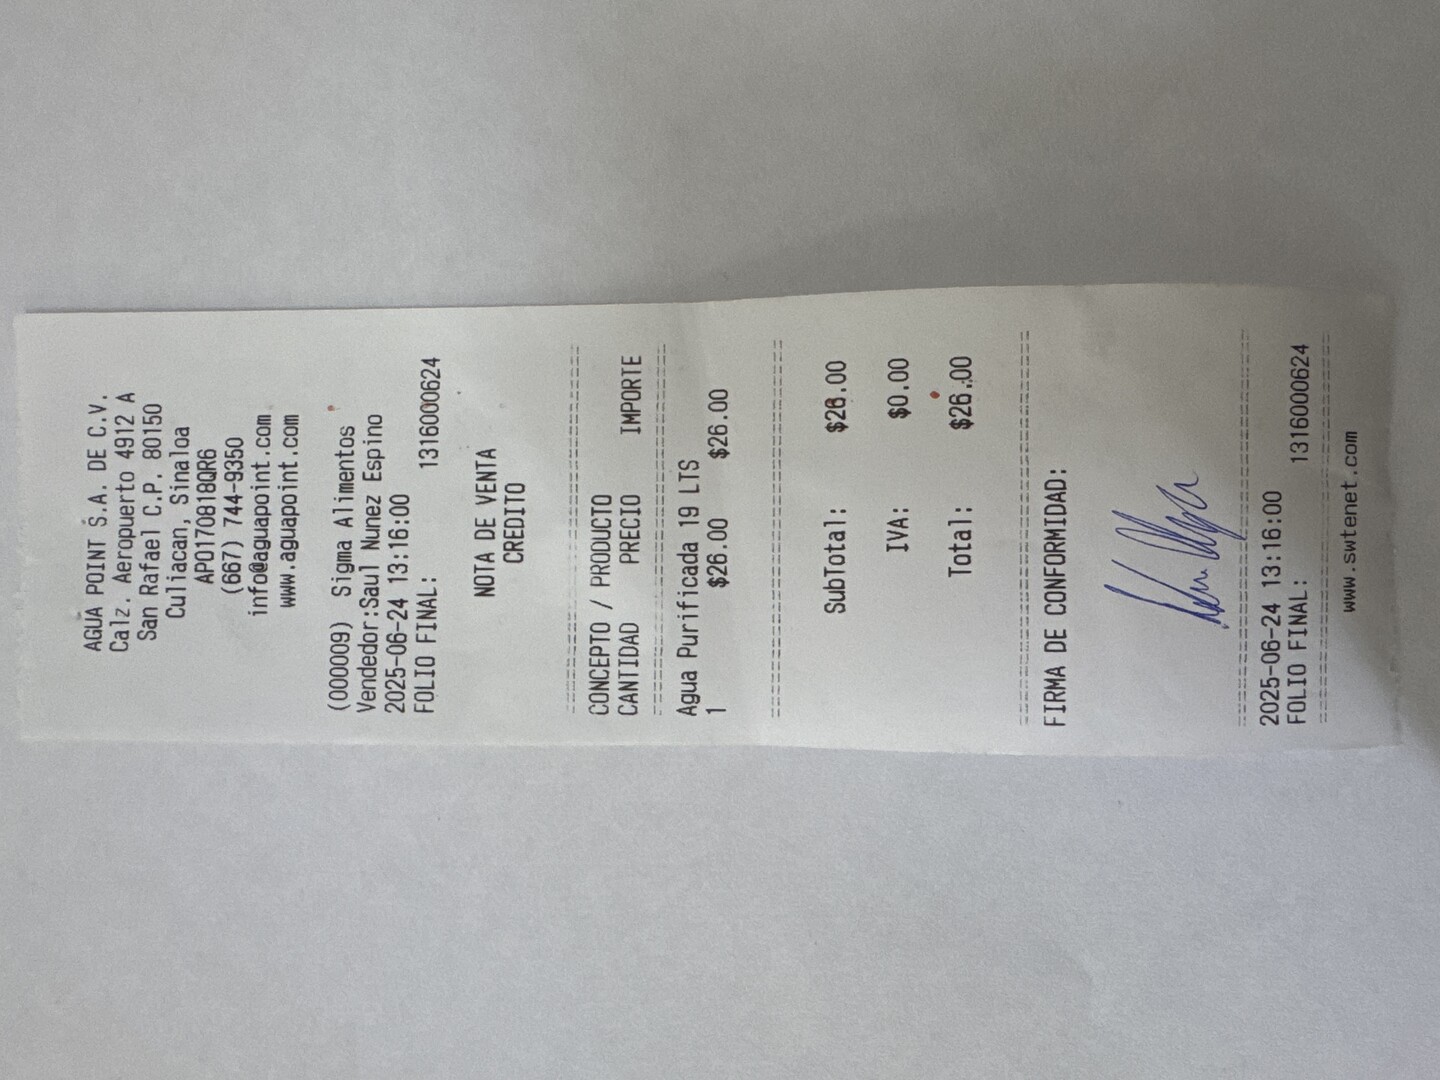 AGUA POINT S.A. DE C.V.
Calz. Aeropuerto 4912 A
San Rafael C.P. 80150
Culiacan, Sinaloa
APO170818QR6
(667) 744-9350
info@aguapoint.com
www.aguapoint.com
(000009) Sigma Alimentos
Vendedor:Saul Nunez Espino
2025-06-24 13:16:00
FOLIO FINAL: 1316000624
NOTA DE VENTA
CREDITO
CONCEPTO / PRODUCTO
CANTIDAD PRECIO IMPORTE
Agua Purificada 19 LTS
1 $26.00 $26.00
SubTotal: $26.00
IVA: $0.00
Total: $26.00
FIRMA DE CONFORMIDAD:
2025-06-24 13:16:00
FOLIO FINAL: 1316000624
www.swtenet.com